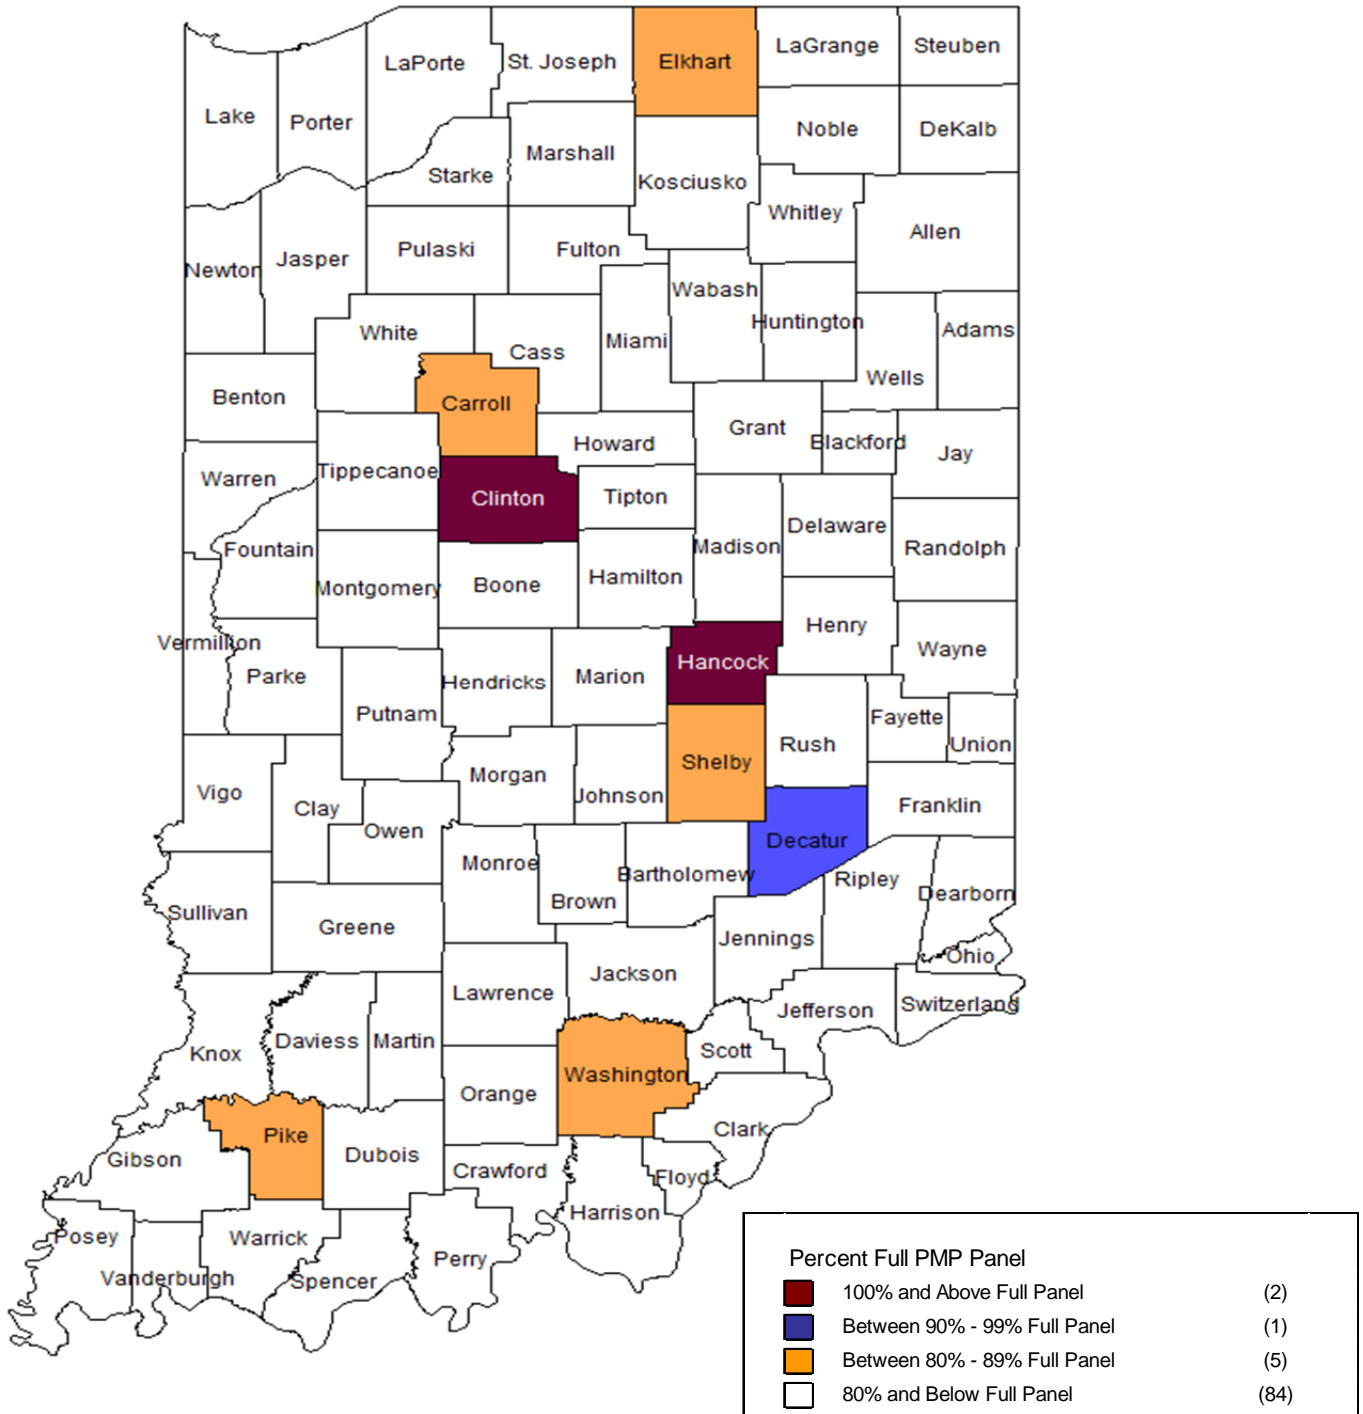 LaPorte
St. Joseph
Elkhart
LaGrange
Steuben
Lake
Porter
Noble
DeKalb
Marshall
Starke
Kosciusko
Whitley
Allen
Newton
Jasper
Pulaski
Fulton
Wabash
Huntington
Adams
White
Cass
Miami
Wells
Benton
Carroll
Grant
Blackford
Jay
Howard
Warren
Tippecanoe
Clinton
Tipton
Delaware
Randolph
Fountain
Madison
Montgomery
Boone
Hamilton
Henry
Wayne
Vermillion
Parke
Hendricks
Marion
Hancock
Putnam
Fayette
Union
Rush
Shelby
Morgan
Johnson
Vigo
Clay
Owen
Franklin
Decatur
Monroe
Bartholomew
Brown
Ripley
Dearborn
Sullivan
Greene
Jennings
Ohio
Jackson
Lawrence
Jefferson
Switzerland
Knox
Daviess
Martin
Scott
Washington
Orange
Clark
Pike
Gibson
Dubois
Crawford
Floyd
Harrison
Posey
Warrick
Vanderburgh
Spencer
Perry
Percent Full PMP Panel
100% and Above Full Panel (2)
Between 90% - 99% Full Panel (1)
Between 80% - 89% Full Panel (5)
80% and Below Full Panel (84)